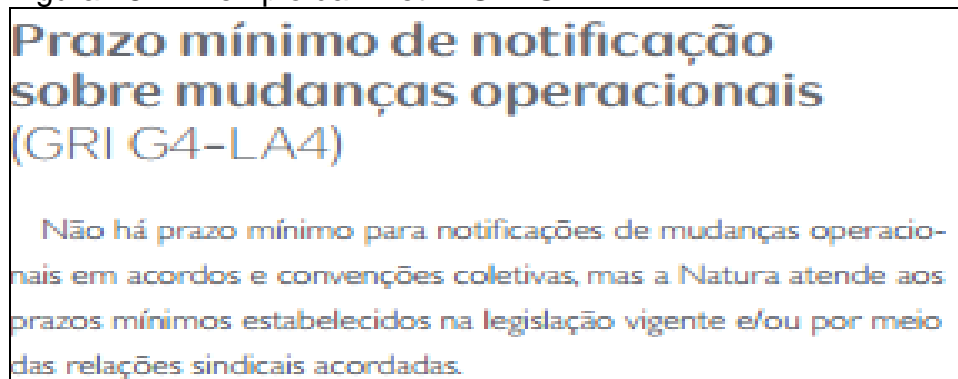 Prazo mínimo de notificação
sobre mudanças operacionais
(GRI G4-LA4)
Não há prazo mínimo para notificações de mudanças operacio-
nais em acordos e convenções coletivas, mas a Natura atende aos
prazos mínimos estabelecidos na legislação vigente e/ou por meio
das relações sindicais acordadas.